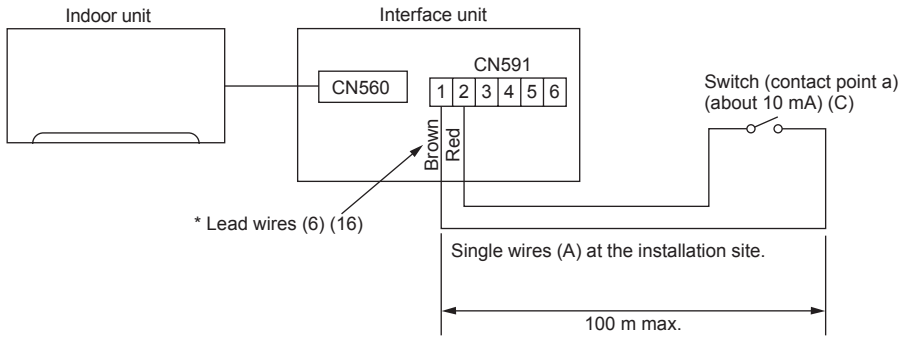 Indoor unit
Interface unit
CN560
CN591
1 2 3 4 5 6
Switch (contact point a)
(about 10 mA) (C)
Brown
Red
* Lead wires (6) (16)
Single wires (A) at the installation site.
100 m max.